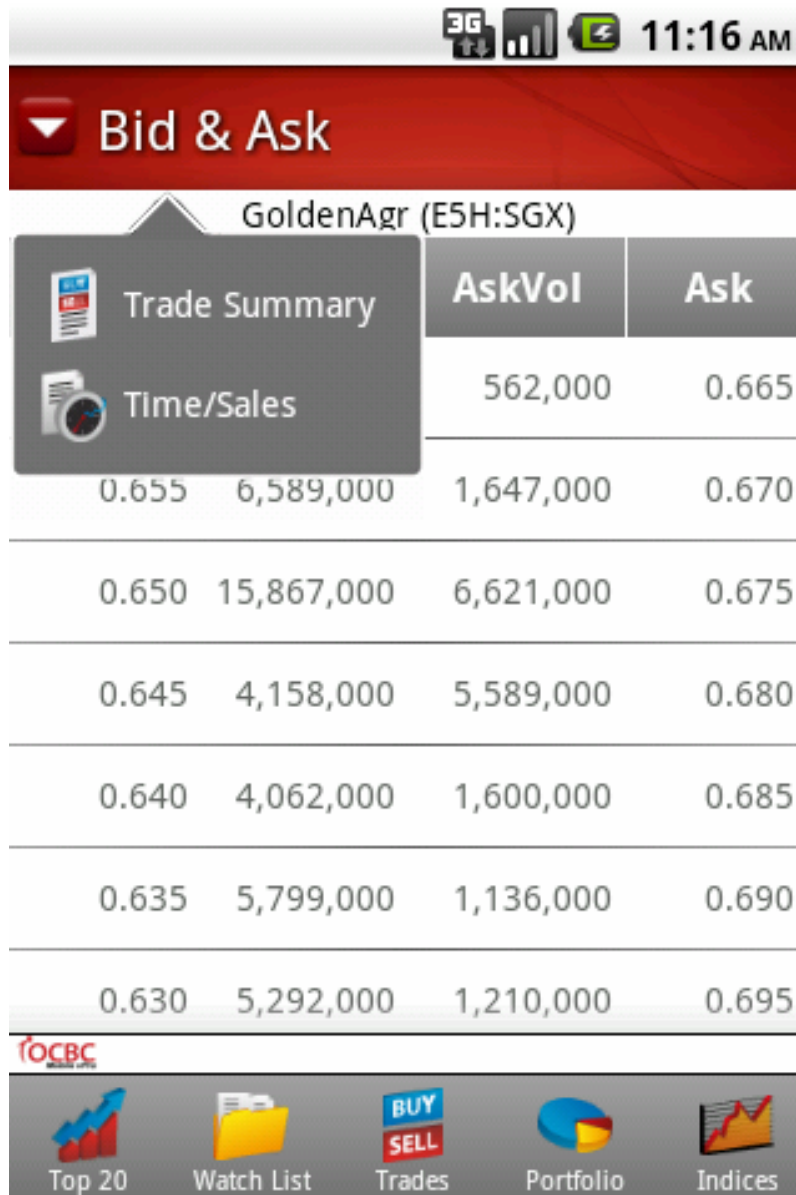 3G 11:16 AM
Bid & Ask
GoldenAgr (E5H:SGX)
Trade Summary
Time/Sales
AskVol Ask
562,000 0.665
0.655 6,589,000 1,647,000 0.670
0.650 15,867,000 6,621,000 0.675
0.645 4,158,000 5,589,000 0.680
0.640 4,062,000 1,600,000 0.685
0.635 5,799,000 1,136,000 0.690
0.630 5,292,000 1,210,000 0.695
OCBC
BUY
SELL
BUY
SELL
Top 20 Watch List Trades Portfolio Indices